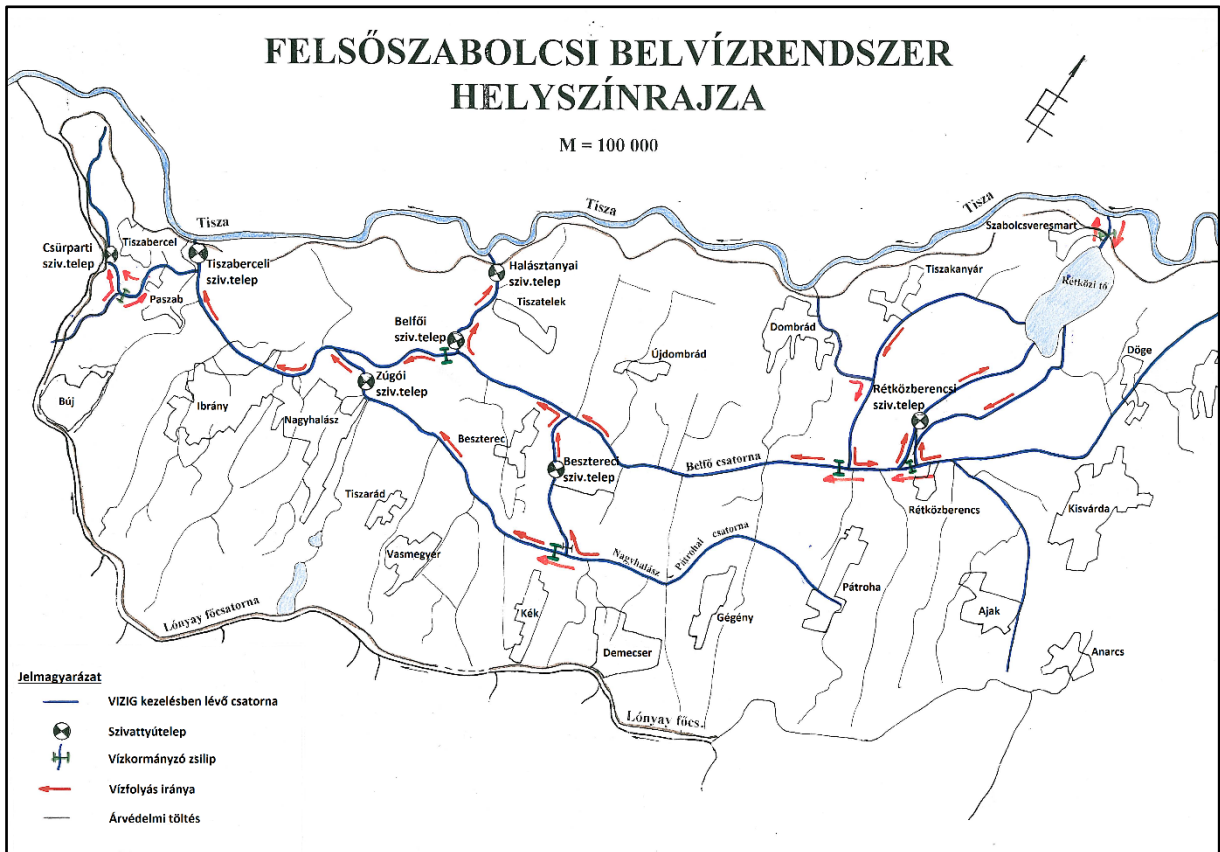 FELSŐSZABOLCSI BELVÍZRENDSZER
HELYSZÍNRAJZA
M = 100 000
Tisza
Tisza
Tisza
Szabolcsveresmart
Csürparti
sziv.telep
Tiszabercel
Tiszaberceli
sziv.telep
Paszab
Halásztanyai
sziv.telep
Tiszatelek
Belfői
sziv.telep
Tiszakanyár
Rétközi tó
Dombrád
Újdombrád
Döge
Rétközberencsi
sziv.telep
Zúgói
sziv.telep
Búj
Ibrány
Nagyhalász
Beszterec
Besztereci
sziv.telep
Belfő csatorna
Tiszarád
Rétközberencs
Kisvárda
Vasmegyer
Nagyhalász - Pátrohai csatorna
Pátroha
Kék
Gégény
Ajak
Lónyay főcsatorna
Demecser
Anarcs
Lónyay főcs.
Jelmagyarázat
VIZIG kezelésben lévő csatorna
Szivattyútelep
Vízkormányzó zsilip
Vízfolyás iránya
Árvédelmi töltés